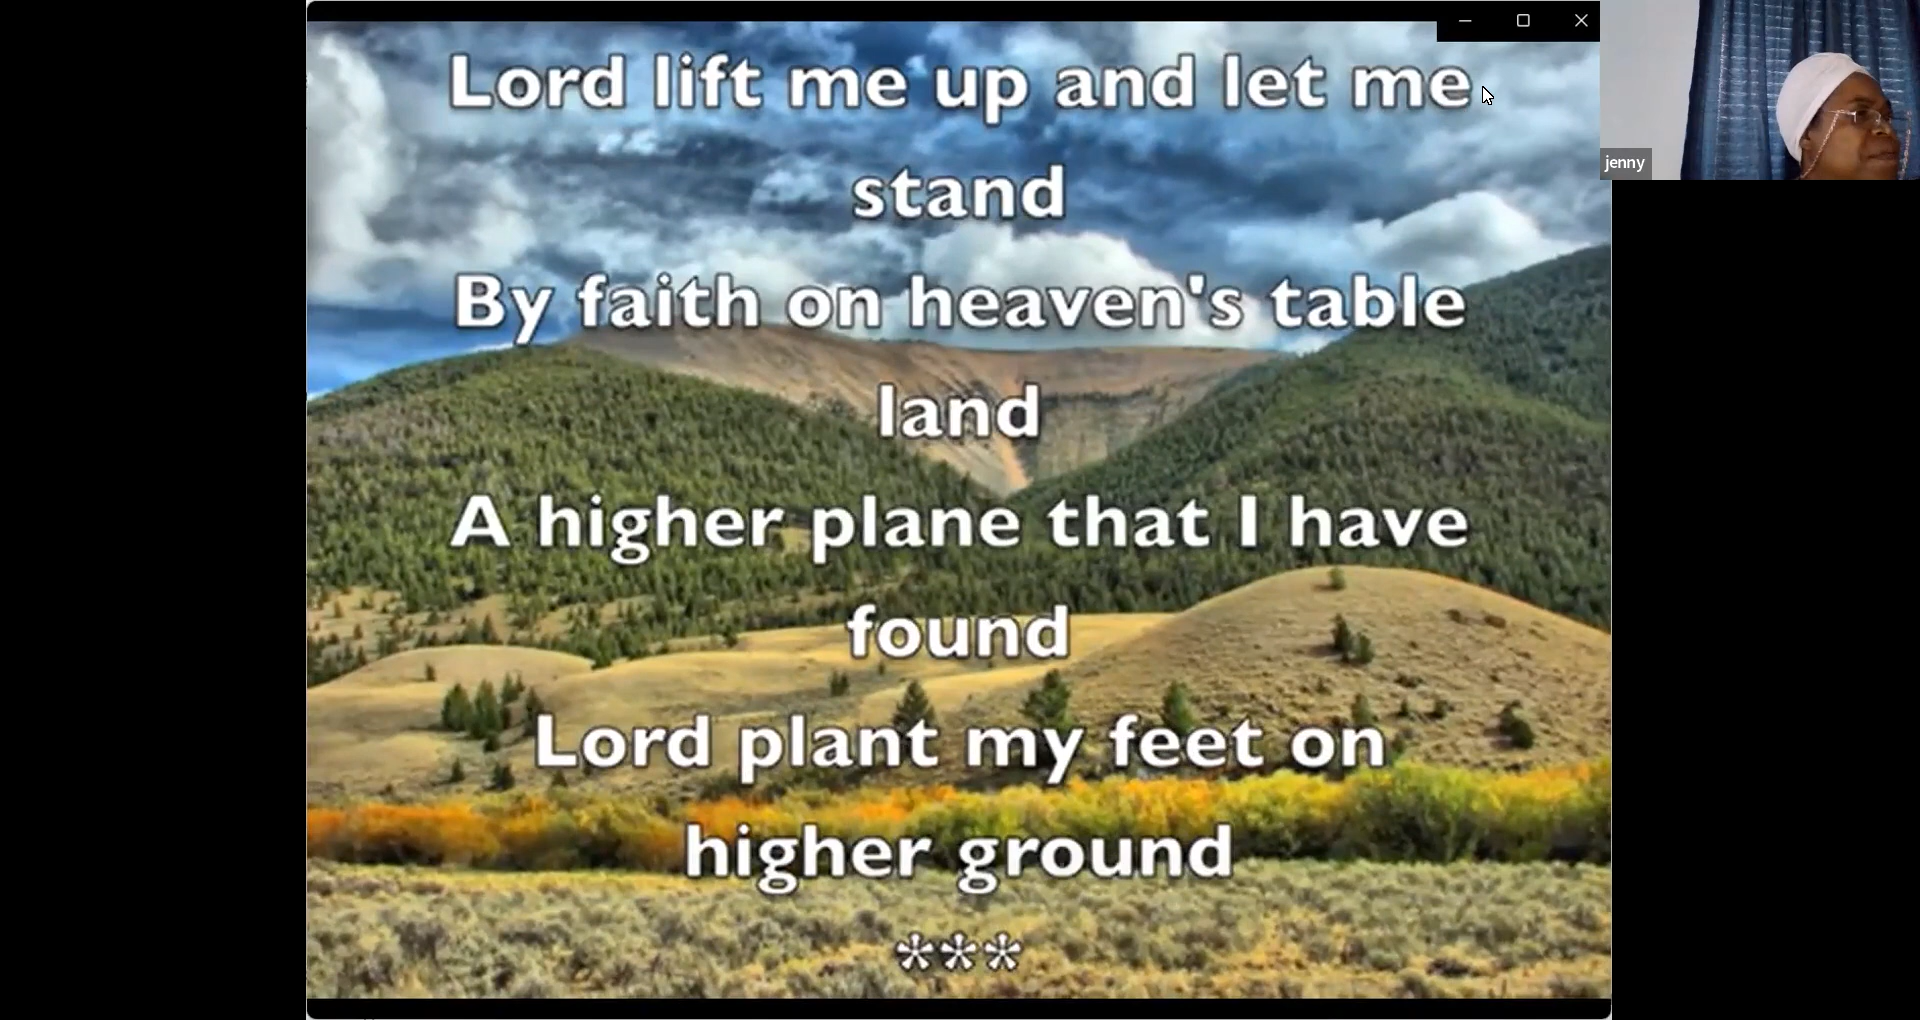 Lord lift me up and let me
stand
By faith on heaven's table
land
A higher plane that I have
found
Lord plant my feet on
higher ground
***
jenny